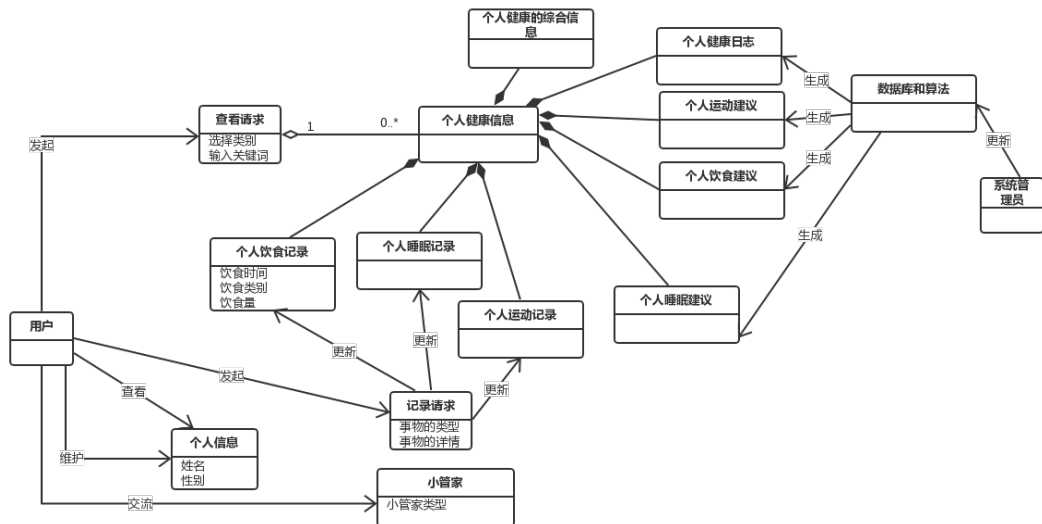 个人健康的综合信
息
个人健康日志
生成
数据库和算法
查看请求
选择类别
输入关键词
1
0..*
个人健康信息
个人运动建议
生成
发起
更新
生成
个人饮食建议
系统管
理员
个人饮食记录
饮食时间
饮食类别
饮食量
个人睡眠记录
生成
个人睡眠建议
个人运动记录
用户
更新
更新
发起
更新
查看
记录请求
事物的类型
事物的详情
个人信息
姓名
性别
维护
小管家
小管家类型
交流